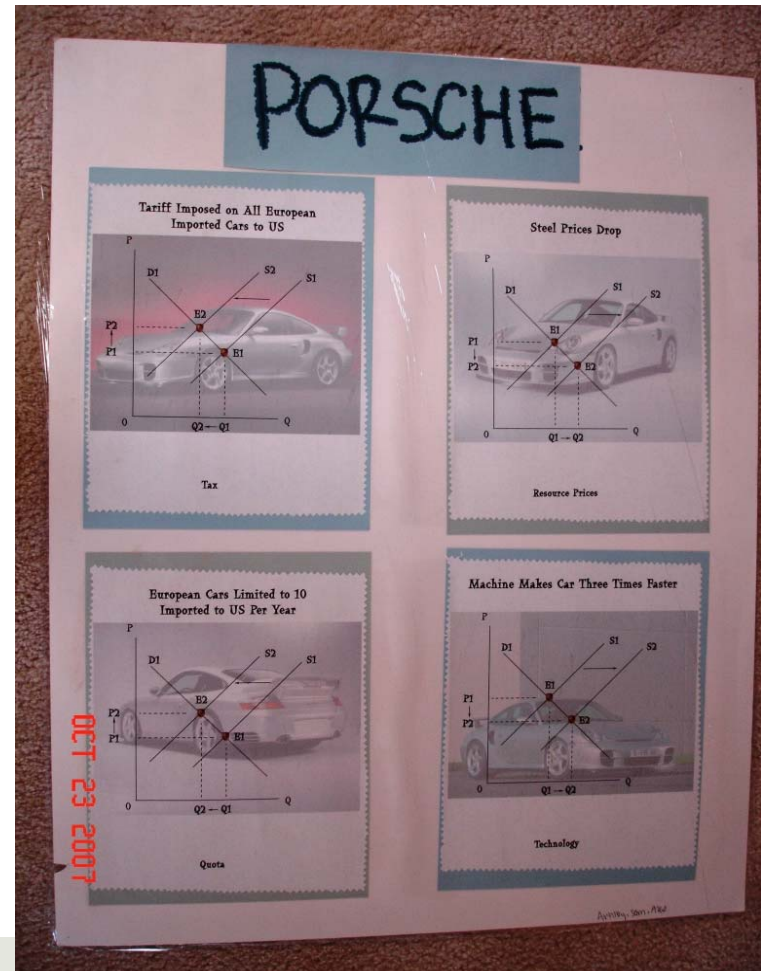 PORSCHE.
Tariff Imposed on All European
Imported Cars to US
P
D1
S2
S1
E2
P2
↑
P1
E1
0
Q2 ← Q1
Q
Tax
Steel Prices Drop
P
D1
S1
S2
E1
P1
↓
P2
E2
0
Q1 → Q2
Q
Resource Prices
European Cars Limited to 10
Imported to US Per Year
P
D1
S2
S1
E2
P2
↑
P1
E1
0
Q2 ← Q1
Q
Quota
Machine Makes Car Three Times Faster
P
D1
S1
S2
E1
P1
↓
P2
E2
0
Q1 → Q2
Q
Technology
OCT 23 2007